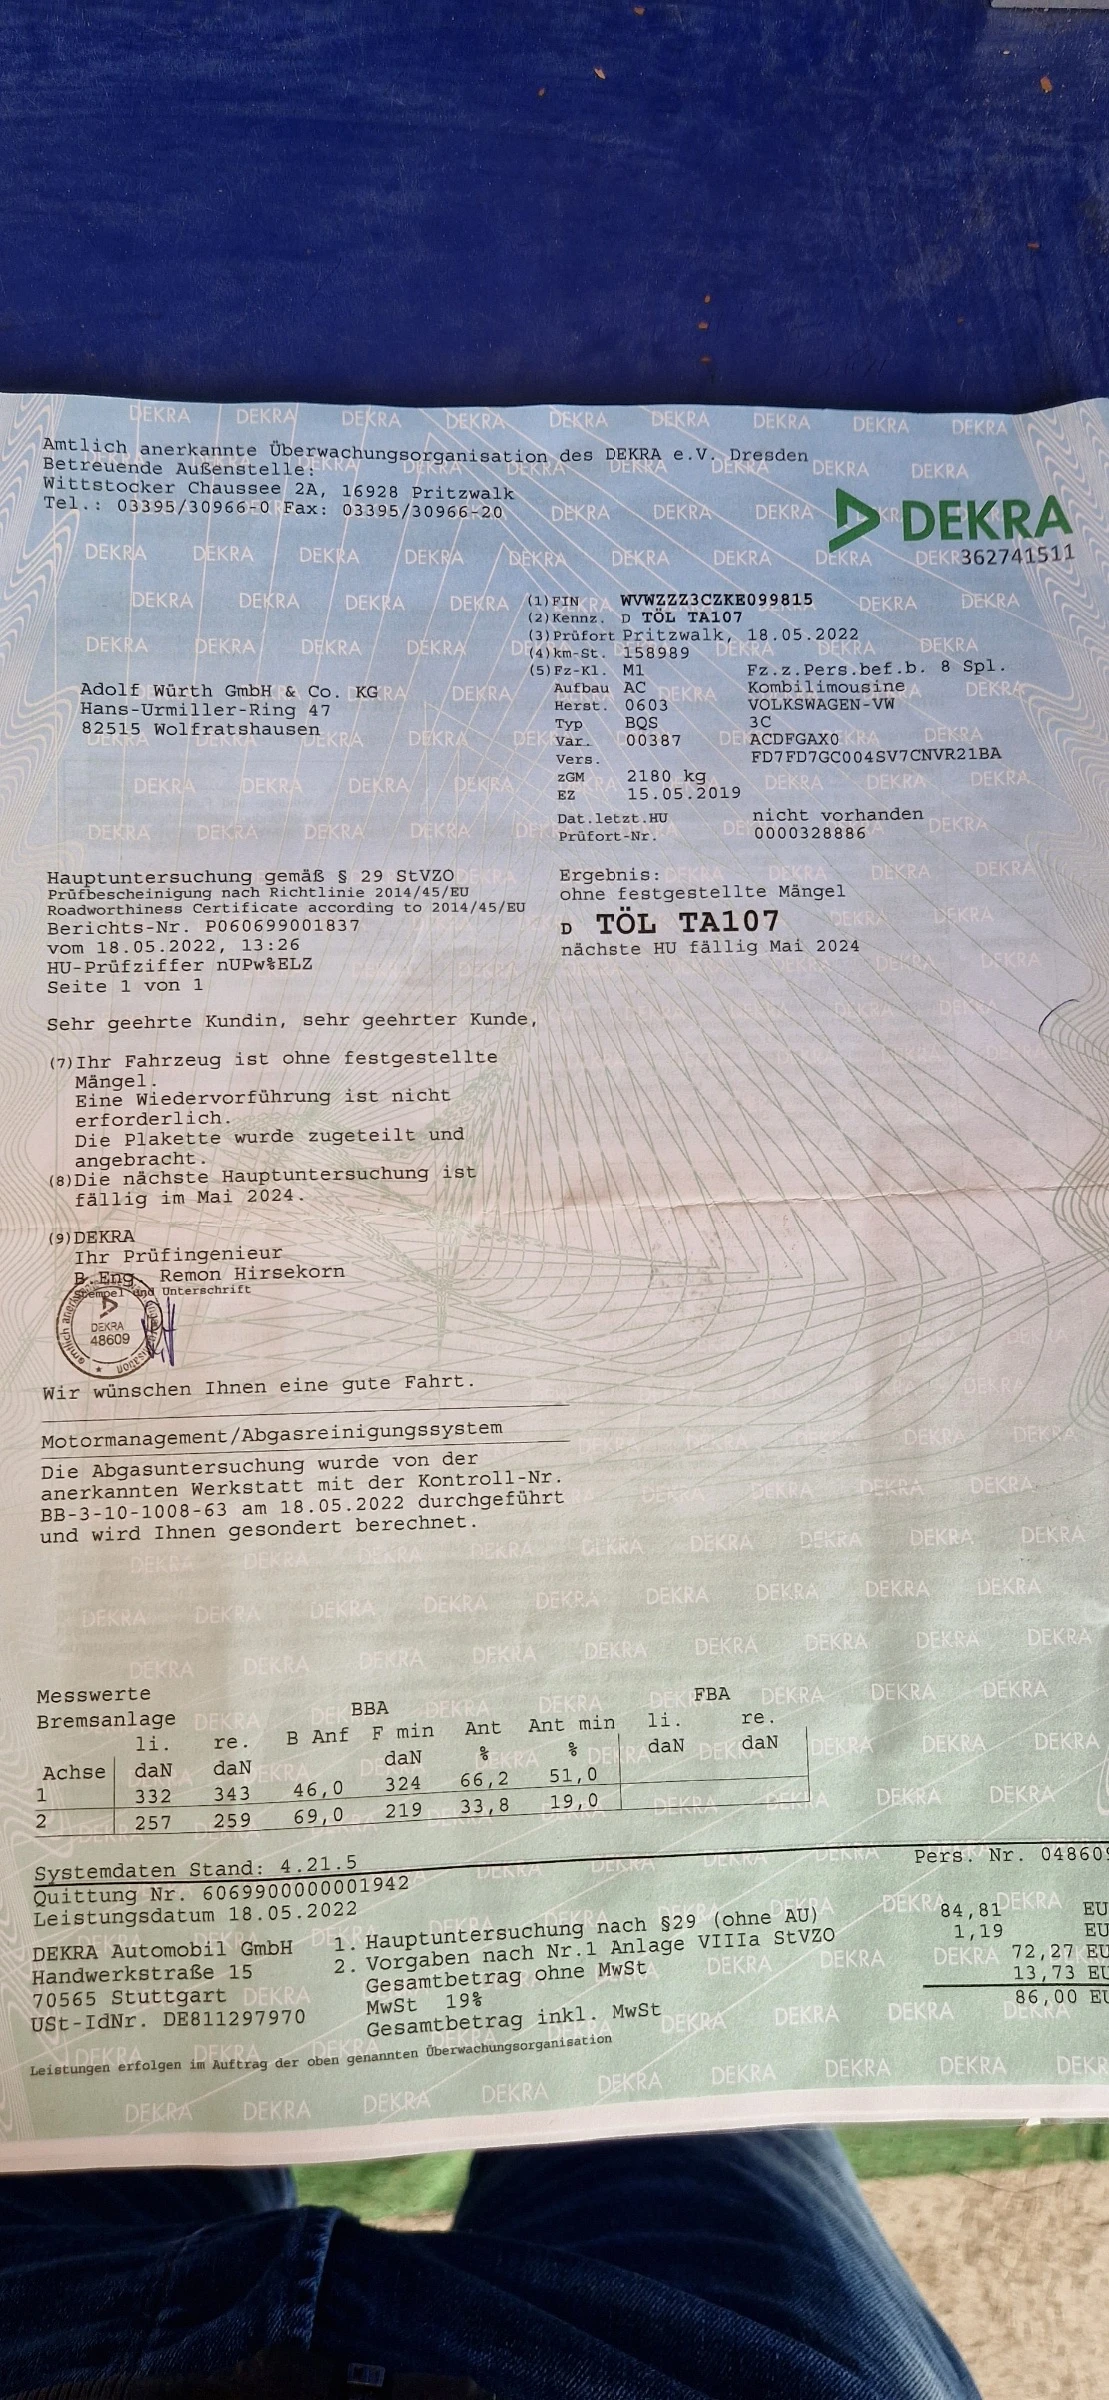 Amtlich anerkannte Überwachungsorganisation des DEKRA e.V. Dresden
Betreuende Außenstelle:
Wittstocker Chaussee 2A, 16928 Pritzwalk
Tel.: 03395/30966-0 Fax: 03395/30966-20
DEKRA
362741511
(1)FIN WVWZZZ3CZKE099815
(2)Kennz. D TÖL TA107
(3)Prüfort Pritzwalk, 18.05.2022
(4)km-St. 158989
(5)Fz-Kl. M1 Fz.z.Pers.bef.b. 8 Spl.
Aufbau AC Kombilimousine
Herst. 0603 VOLKSWAGEN-VW
Typ BQS 3C
Var. 00387 ACDFGAX0
Vers. FD7FD7GC004SV7CNVR21BA
zGM 2180 kg
EZ 15.05.2019
Dat.letzt.HU nicht vorhanden
Prüfort-Nr. 0000328886
Adolf Würth GmbH & Co. KG
Hans-Urmiller-Ring 47
82515 Wolfratshausen
Hauptuntersuchung gemäß § 29 StVZO
Prüfbescheinigung nach Richtlinie 2014/45/EU
Roadworthiness Certificate according to 2014/45/EU
Berichts-Nr. P060699001837
vom 18.05.2022, 13:26
HU-Prüfziffer nUPw%ELZ
Seite 1 von 1
Ergebnis:
ohne festgestellte Mängel
D TÖL TA107
nächste HU fällig Mai 2024
Sehr geehrte Kundin, sehr geehrter Kunde,
(7)Ihr Fahrzeug ist ohne festgestellte
Mängel.
Eine Wiedervorführung ist nicht
erforderlich.
Die Plakette wurde zugeteilt und
angebracht.
(8)Die nächste Hauptuntersuchung ist
fällig im Mai 2024.
(9)DEKRA
Ihr Prüfingenieur
B.Eng. Remon Hirsekorn
Stempel und Unterschrift
DEKRA
48609
Wir wünschen Ihnen eine gute Fahrt.
Motormanagement/Abgasreinigungssystem
Die Abgasuntersuchung wurde von der
anerkannten Werkstatt mit der Kontroll-Nr.
BB-3-10-1008-63 am 18.05.2022 durchgeführt
und wird Ihnen gesondert berechnet.
Messwerte
Bremsanlage
BBA FBA
li. re. B Anf F min Ant Ant min li. re.
Achse daN daN daN % % daN daN
1 332 343 46,0 324 66,2 51,0
2 257 259 69,0 219 33,8 19,0
Systemdaten Stand: 4.21.5 Pers. Nr. 048609
Quittung Nr. 6069900000001942
Leistungsdatum 18.05.2022
DEKRA Automobil GmbH
Handwerkstraße 15
70565 Stuttgart
USt-IdNr. DE811297970
1. Hauptuntersuchung nach §29 (ohne AU) 84,81 EU
2. Vorgaben nach Nr.1 Anlage VIIIa StVZO 1,19 EU
Gesamtbetrag ohne MwSt 72,27 EU
MwSt 19% 13,73 EU
Gesamtbetrag inkl. MwSt 86,00 EU
Leistungen erfolgen im Auftrag der oben genannten Überwachungsorganisation